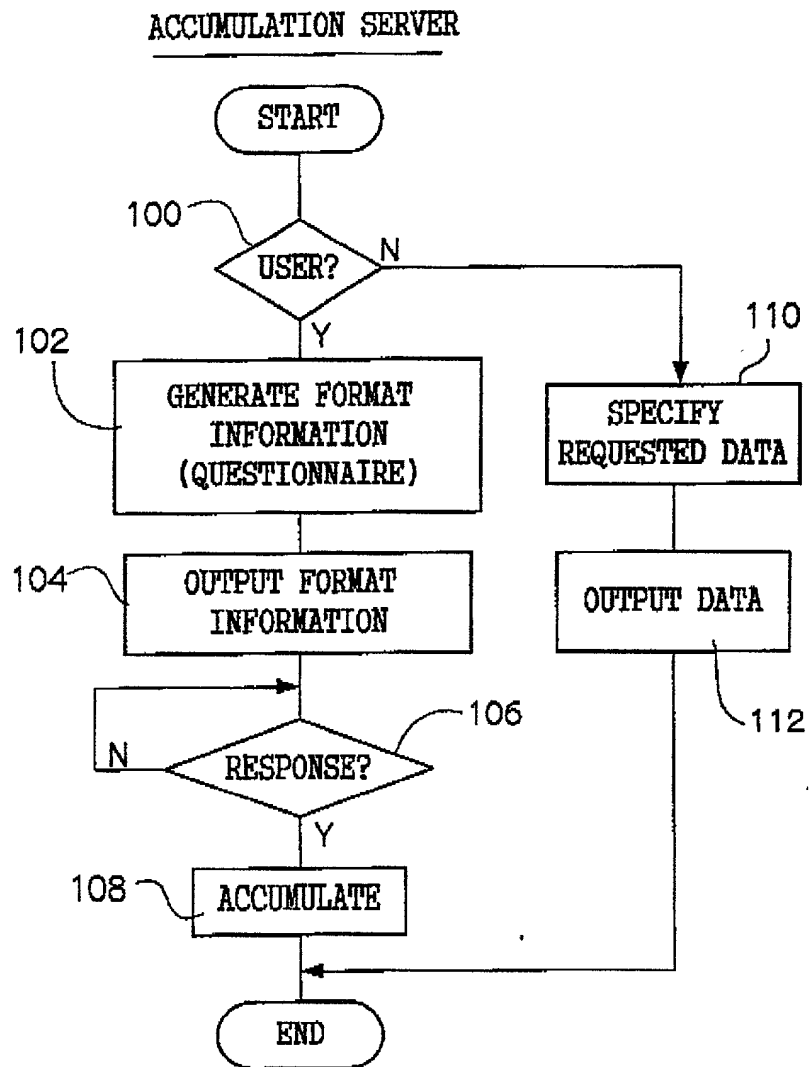 ACCUMULATION SERVER
START
100
USER?
N
Y
102
GENERATE FORMAT
INFORMATION
(QUESTIONNAIRE)
110
SPECIFY
REQUESTED DATA
104
OUTPUT FORMAT
INFORMATION
OUTPUT DATA
112
106
RESPONSE?
N
Y
108
ACCUMULATE
END